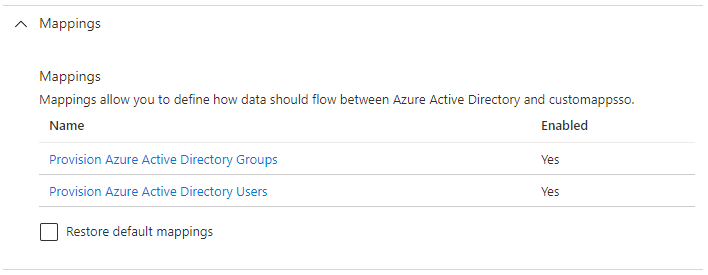 Mappings
Mappings
Mappings allow you to define how data should flow between Azure Active Directory and customappsso.
Name Enabled
Provision Azure Active Directory Groups Yes
Provision Azure Active Directory Users Yes
Restore default mappings